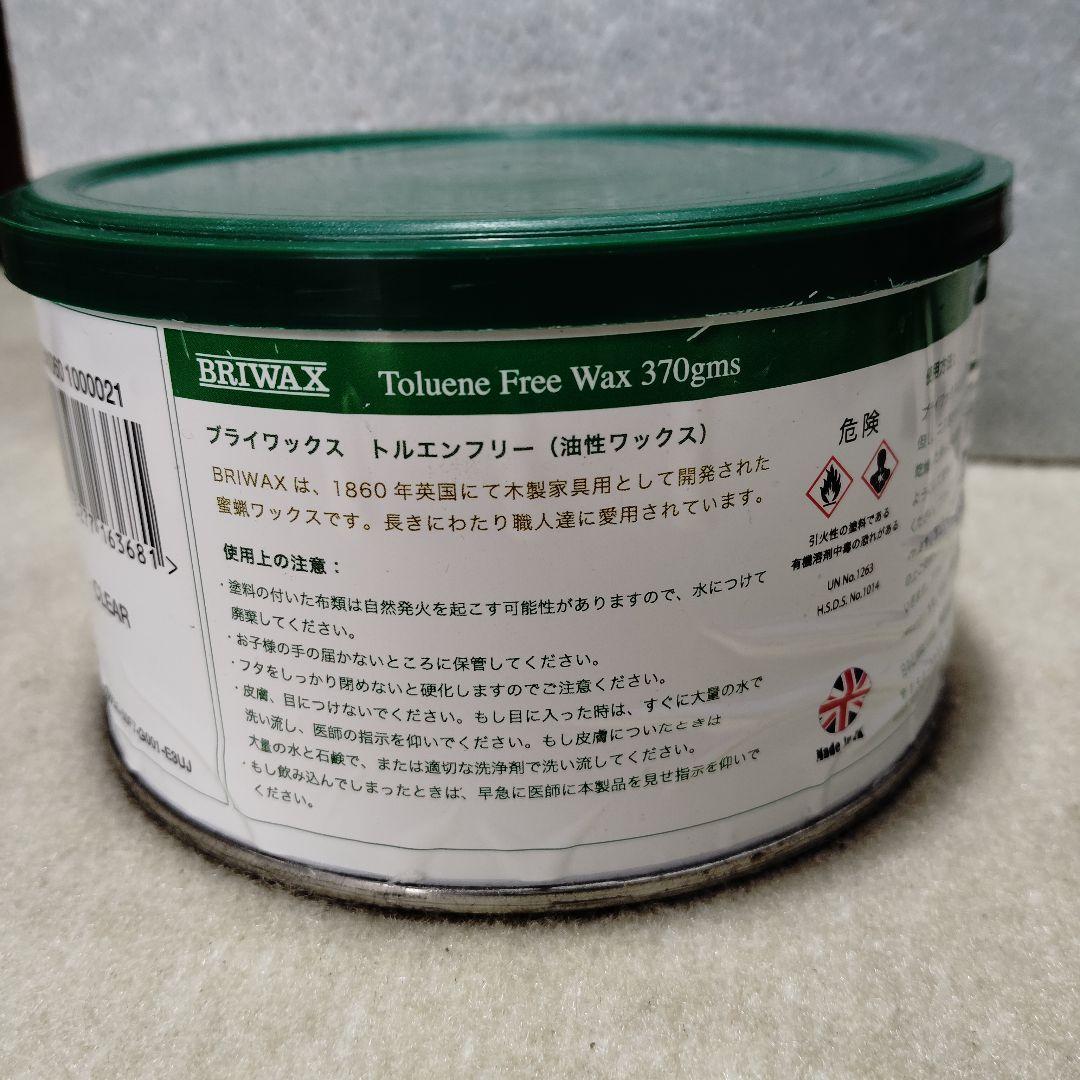 1000021
163681>
CLEAR
BRIWAX
Toluene Free Wax 370gms
ブライワックス トルエンフリー（油性ワックス）
BRIWAX は、1860 年英国にて木製家具用として開発された
蜜蝋ワックスです。長きにわたり職人達に愛用されています。
使用上の注意：
・塗料の付いた布類は自然発火を起こす可能性がありますので、水につけて
廃棄してください。
・お子様の手の届かないところに保管してください。
・フタをしっかり閉めないと硬化しますのでご注意ください。
・皮膚、目につけないでください。もし目に入った時は、すぐに大量の水で
洗い流し、医師の指示を仰いでください。もし皮膚についたときは
大量の水と石鹸で、または適切な洗浄剤で洗い流してください。
・もし飲み込んでしまったときは、早急に医師に本製品を見せ指示を仰いで
ください。
危険
引火性の塗料である
有機溶剤中毒の恐れがある
UN No.1263
H.S.D.S. No.1014
Made in UK